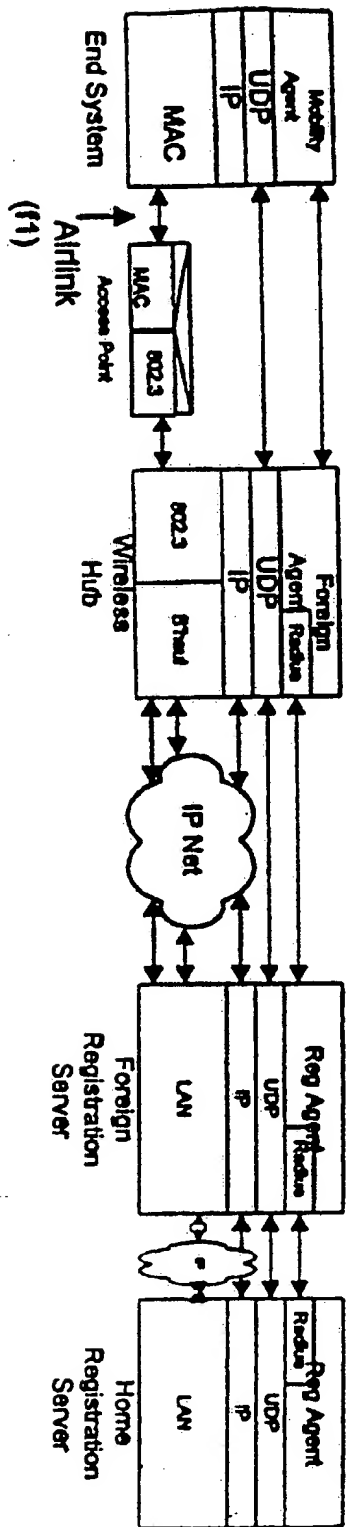 Mobility
Agent
UDP
IP
MAC
End System
Airlink
(f1)
MAC
802.3
Access Point
Foreign
Agent
Radius
UDP
IP
802.3
B'haul
Wireless
Hub
IP Net
Reg Agent
Radius
UDP
IP
LAN
Foreign
Registration
Server
IP
Reg Agent
Radius
UDP
IP
LAN
Home
Registration
Server